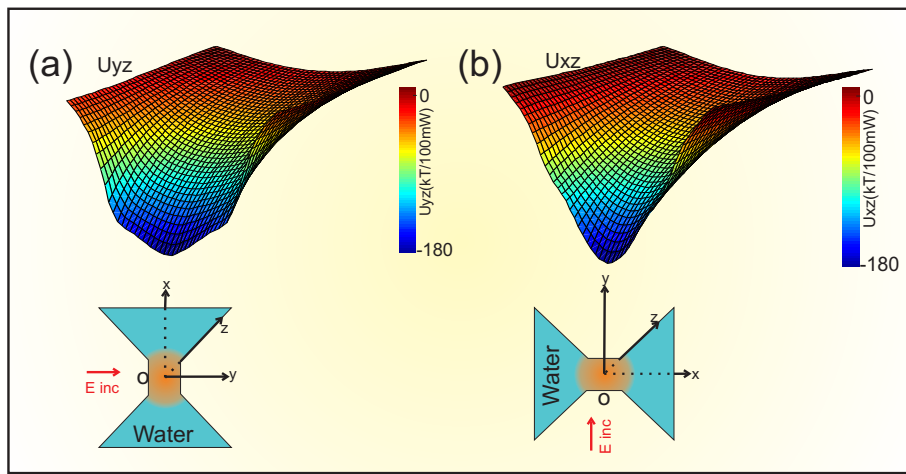 (a)
Uyz
0
Uyz(kT/100mW)
-180
(b)
Uxz
0
Uxz(kT/100mW)
-180
x
z
O
y
E inc
Water
y
z
x
O
Water
E inc